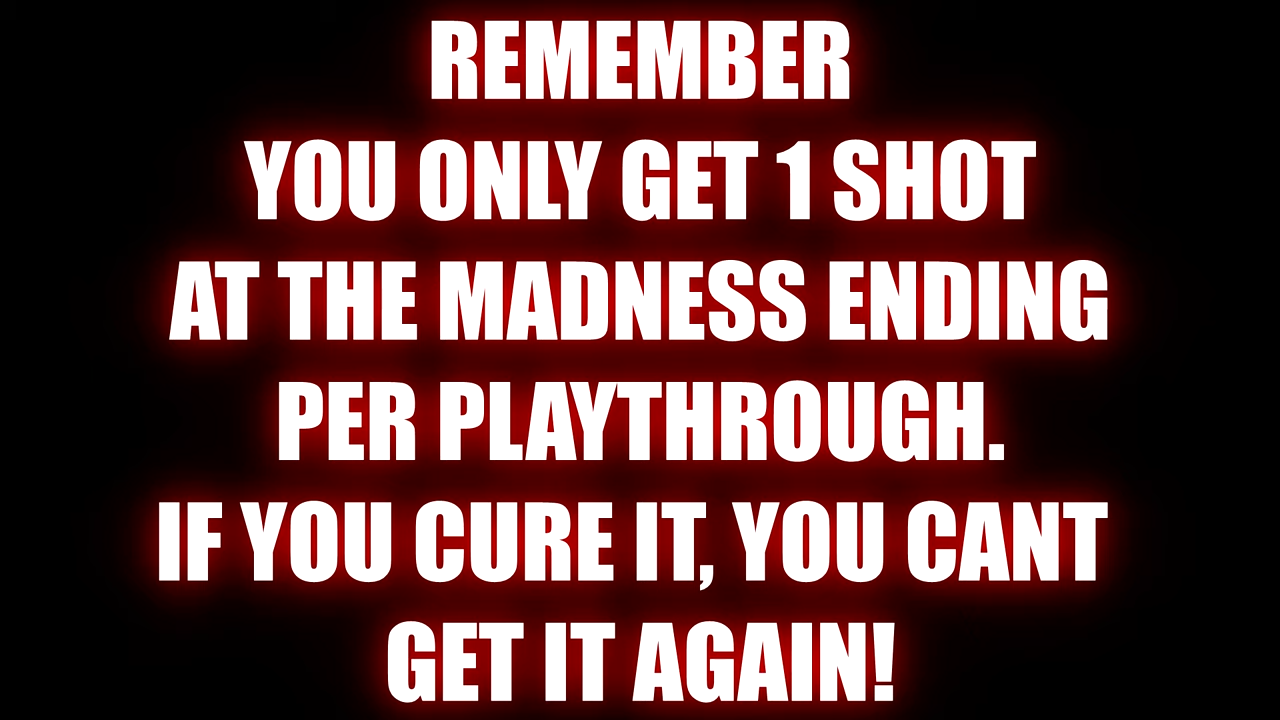 REMEMBER
YOU ONLY GET 1 SHOT
AT THE MADNESS ENDING
PER PLAYTHROUGH.
IF YOU CURE IT, YOU CANT
GET IT AGAIN!